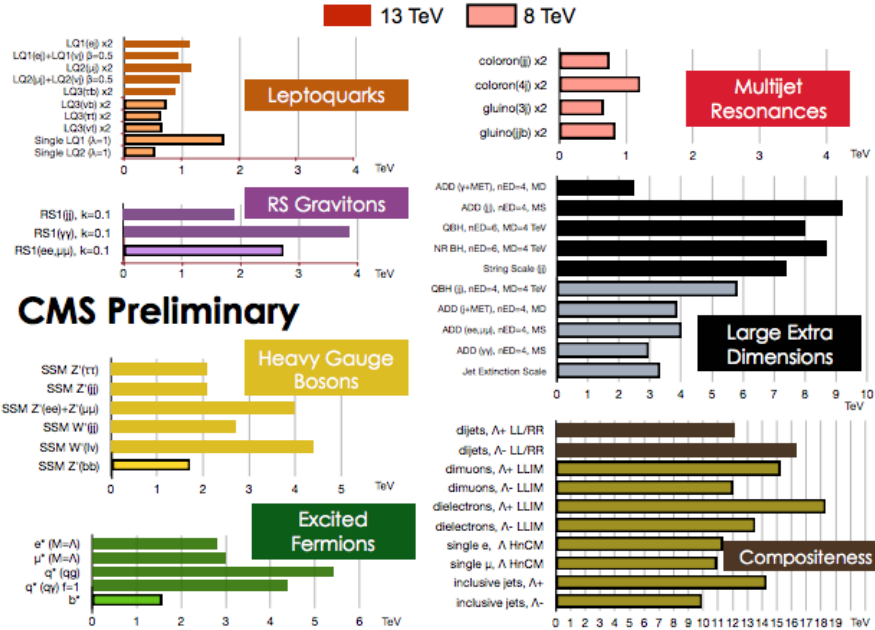 13 TeV
8 TeV
LQ1(ej) x2
LQ1(ej)+LQ1(νj) β=0.5
LQ2(μj) x2
LQ2(μj)+LQ2(νj) β=0.5
LQ3(τb) x2
LQ3(νb) x2
LQ3(τt) x2
LQ3(vt) x2
Single LQ1 (λ=1)
Single LQ2 (λ=1)
Leptoquarks
0 1 2 3 4 TeV
RS Gravitons
RS1(jj), k=0.1
RS1(γγ), k=0.1
RS1(ee,μμ), k=0.1
0 1 2 3 4 TeV
CMS Preliminary
Heavy Gauge
Bosons
SSM Z'(ττ)
SSM Z'(jj)
SSM Z'(ee)+Z'(μμ)
SSM W'(jj)
SSM W'(lv)
SSM Z'(bb)
0 1 2 3 4 5 TeV
Excited
Fermions
e* (M=Λ)
μ* (M=Λ)
q* (qg)
q* (qγ) f=1
b*
0 1 2 3 4 5 6 TeV
coloron(jj) x2
coloron(4j) x2
gluino(3j) x2
gluino(jjb) x2
Multijet
Resonances
0 1 2 3 4 TeV
ADD (γ+MET), nED=4, MD
ADD (jj), nED=4, MS
QBH, nED=6, MD=4 TeV
NR BH, nED=6, MD=4 TeV
String Scale (jj)
QBH (jj), nED=4, MD=4 TeV
ADD (j+MET), nED=4, MD
ADD (ee,μμ), nED=4, MS
ADD (γγ), nED=4, MS
Jet Extinction Scale
Large Extra
Dimensions
0 1 2 3 4 5 6 7 8 9 10
TeV
dijets, Λ+ LL/RR
dijets, Λ- LL/RR
dimuons, Λ+ LLIM
dimuons, Λ- LLIM
dielectrons, Λ+ LLIM
dielectrons, Λ- LLIM
single e, Λ HnCM
single μ, Λ HnCM
inclusive jets, Λ+
inclusive jets, Λ-
Compositeness
0 1 2 3 4 5 6 7 8 9 10 11 12 13 14 15 16 17 18 19 TeV